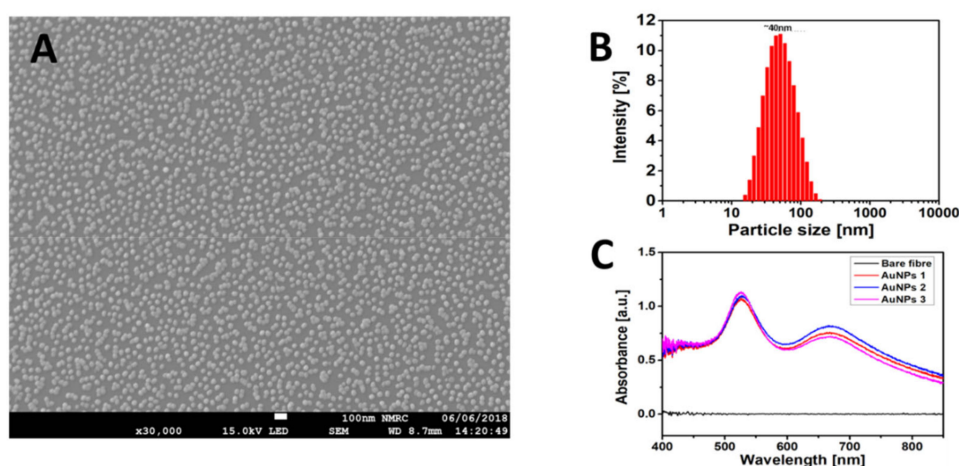 A
100nm NMRC 06/06/2018
x30,000 15.0kV LED SEM WD 8.7mm 14:20:49
B
~40nm
12
10
8
6
4
2
0
Intensity [%]
1 10 100 1000 10000
Particle size [nm]
C
1.5
1.0
0.5
0.0
Absorbance [a.u.]
Bare fibre
AuNPs 1
AuNPs 2
AuNPs 3
400 500 600 700 800
Wavelength [nm]